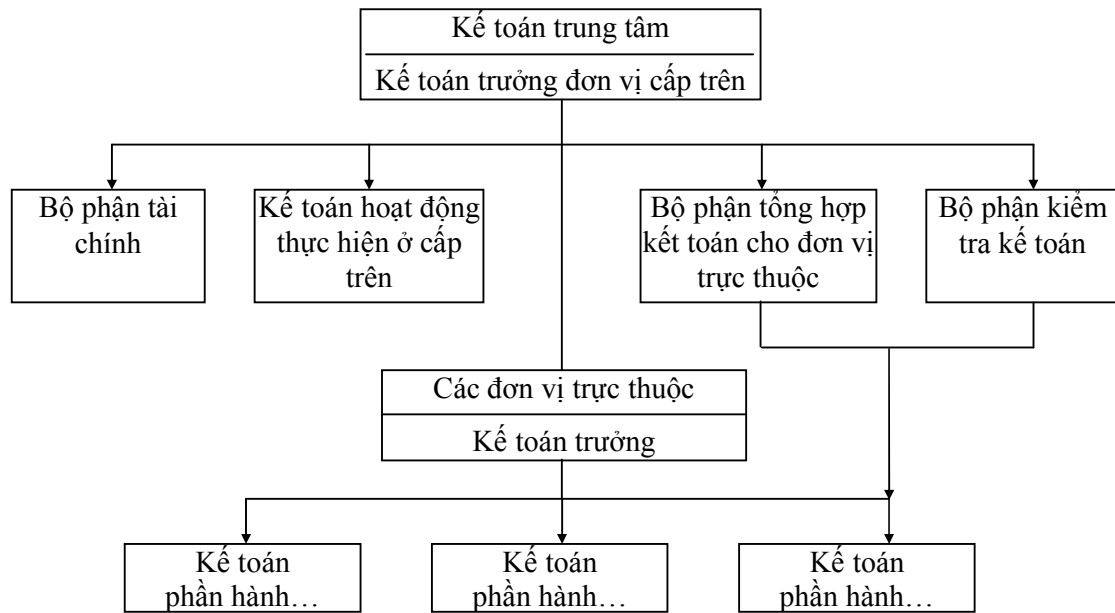 Kế toán trung tâm
Kế toán trưởng đơn vị cấp trên
Bộ phận tài
chính
Kế toán hoạt động
thực hiện ở cấp
trên
Bộ phận tổng hợp
kết toán cho đơn vị
trực thuộc
Bộ phận kiểm
tra kế toán
Các đơn vị trực thuộc
Kế toán trưởng
Kế toán
phần hành…
Kế toán
phần hành…
Kế toán
phần hành…